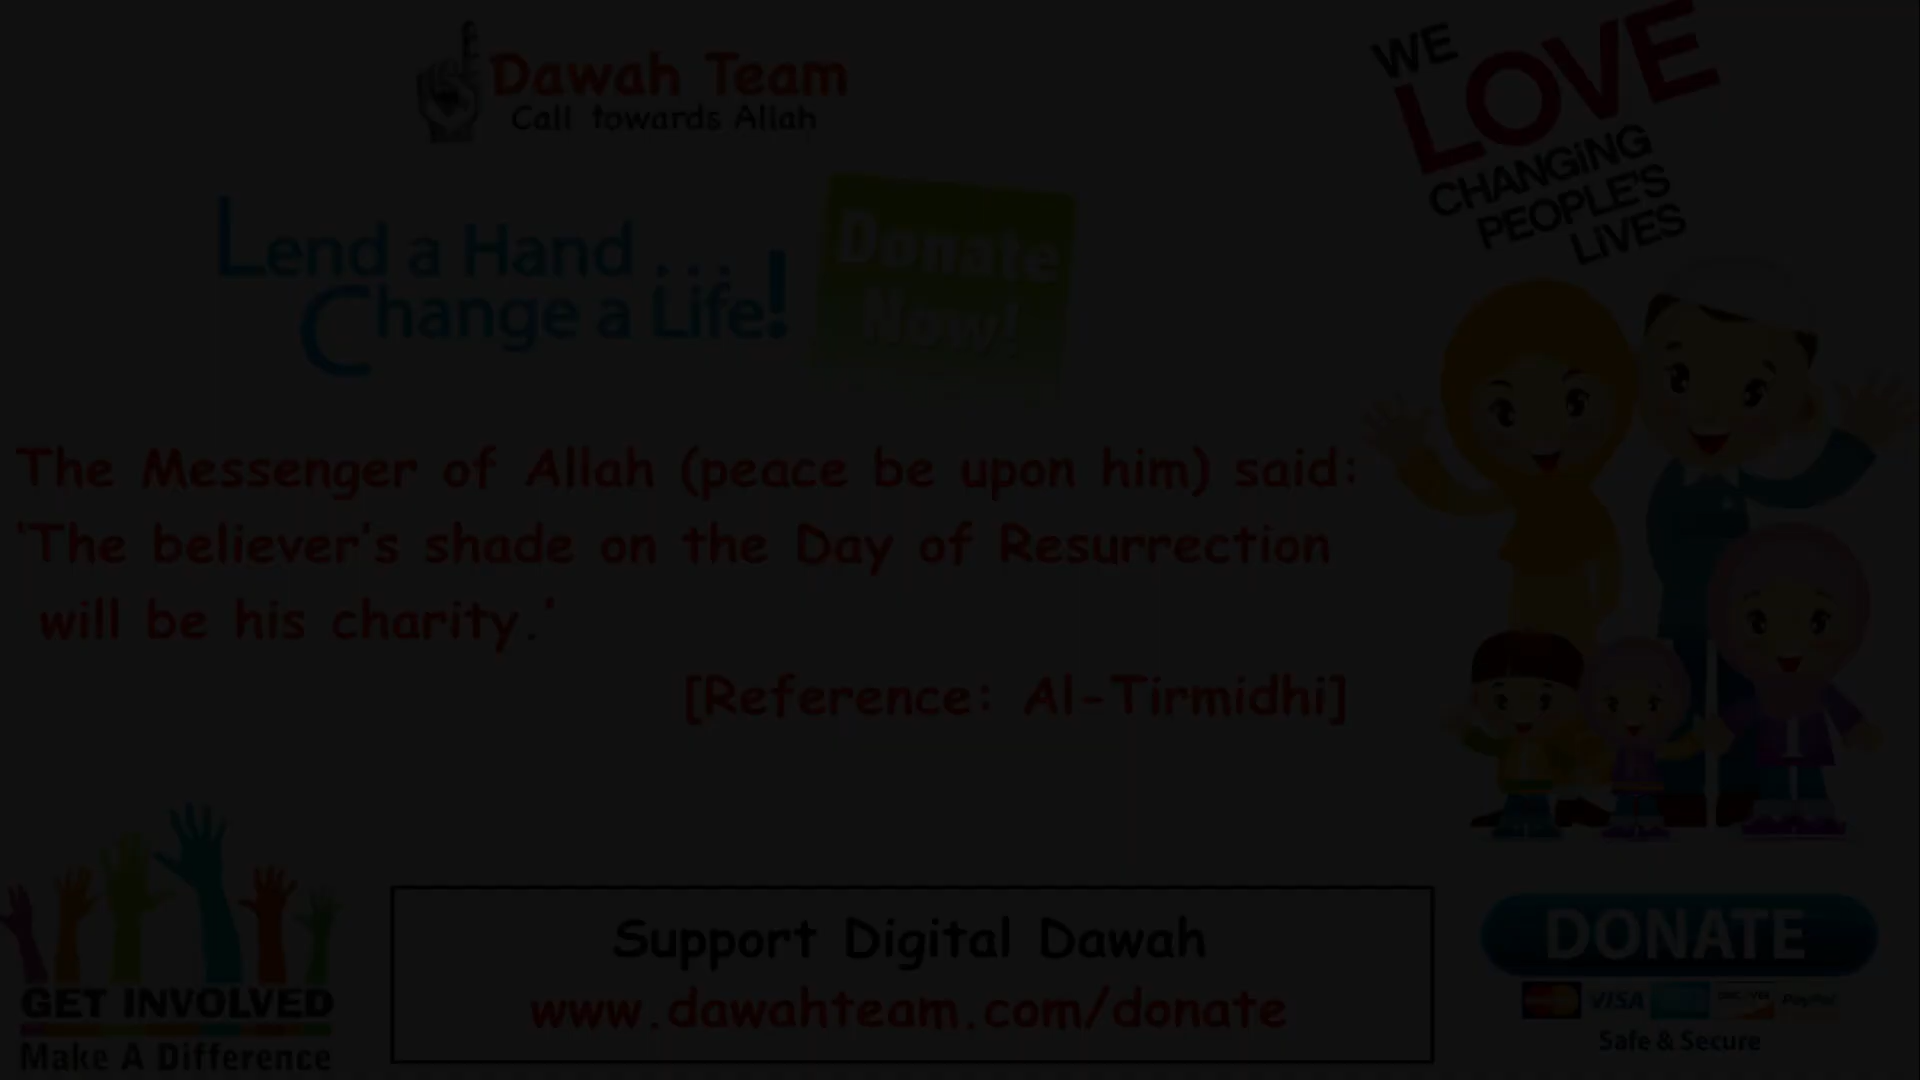 Dawah Team
Call towards Allah
WE
LOVE
CHANGiNG
PEOPLE'S
LIVES
Lend a Hand ...
Change a Life!
Donate
Now!
The Messenger of Allah (peace be upon him) said:
'The believer's shade on the Day of Resurrection
will be his charity.'
[Reference: Al-Tirmidhi]
GET INVOLVED
Make A Difference
Support Digital Dawah
www.dawahteam.com/donate
DONATE
VISA DISCOVER PayPal
Safe & Secure